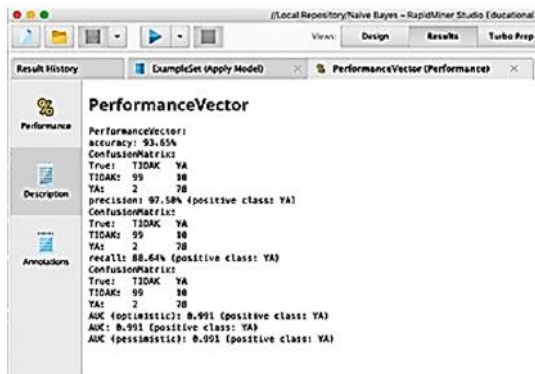 //Local Repository/Naive Bayes – RapidMiner Studio Educational
Views: Design Results Turbo Prep
Result History ExampleSet (Apply Model) PerformanceVector (Performance)
Performance
Description
Annotations
PerformanceVector
PerformanceVector:
accuracy: 93.65%
ConfusionMatrix:
True: TIDAK YA
TIDAK: 99 10
YA: 2 78
precision: 97.50% (positive class: YA)
ConfusionMatrix:
True: TIDAK YA
TIDAK: 99 10
YA: 2 78
recall: 88.64% (positive class: YA)
ConfusionMatrix:
True: TIDAK YA
TIDAK: 99 10
YA: 2 78
AUC (optimistic): 0.991 (positive class: YA)
AUC: 0.991 (positive class: YA)
AUC (pessimistic): 0.991 (positive class: YA)